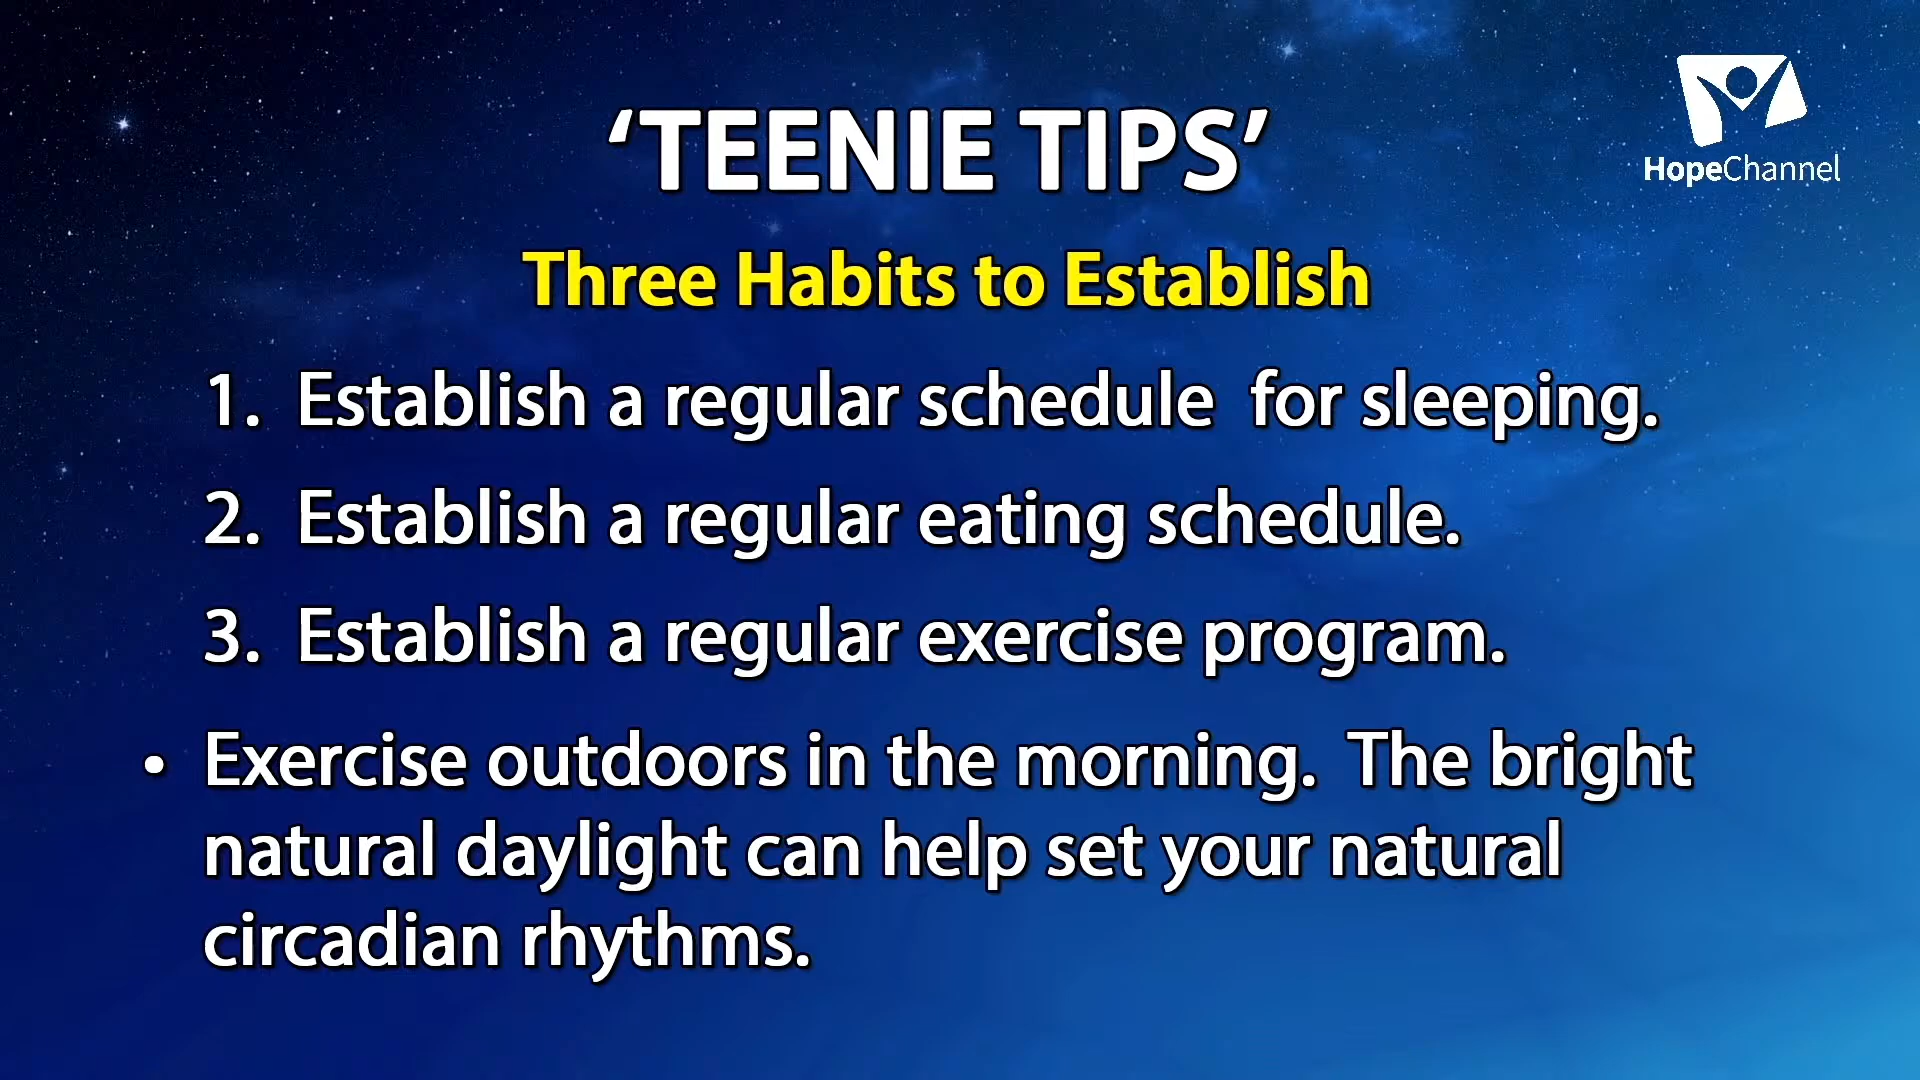 ‘TEENIE TIPS’
HopeChannel
Three Habits to Establish
1. Establish a regular schedule  for sleeping.
2. Establish a regular eating schedule.
3. Establish a regular exercise program.
• Exercise outdoors in the morning.  The bright
natural daylight can help set your natural
circadian rhythms.